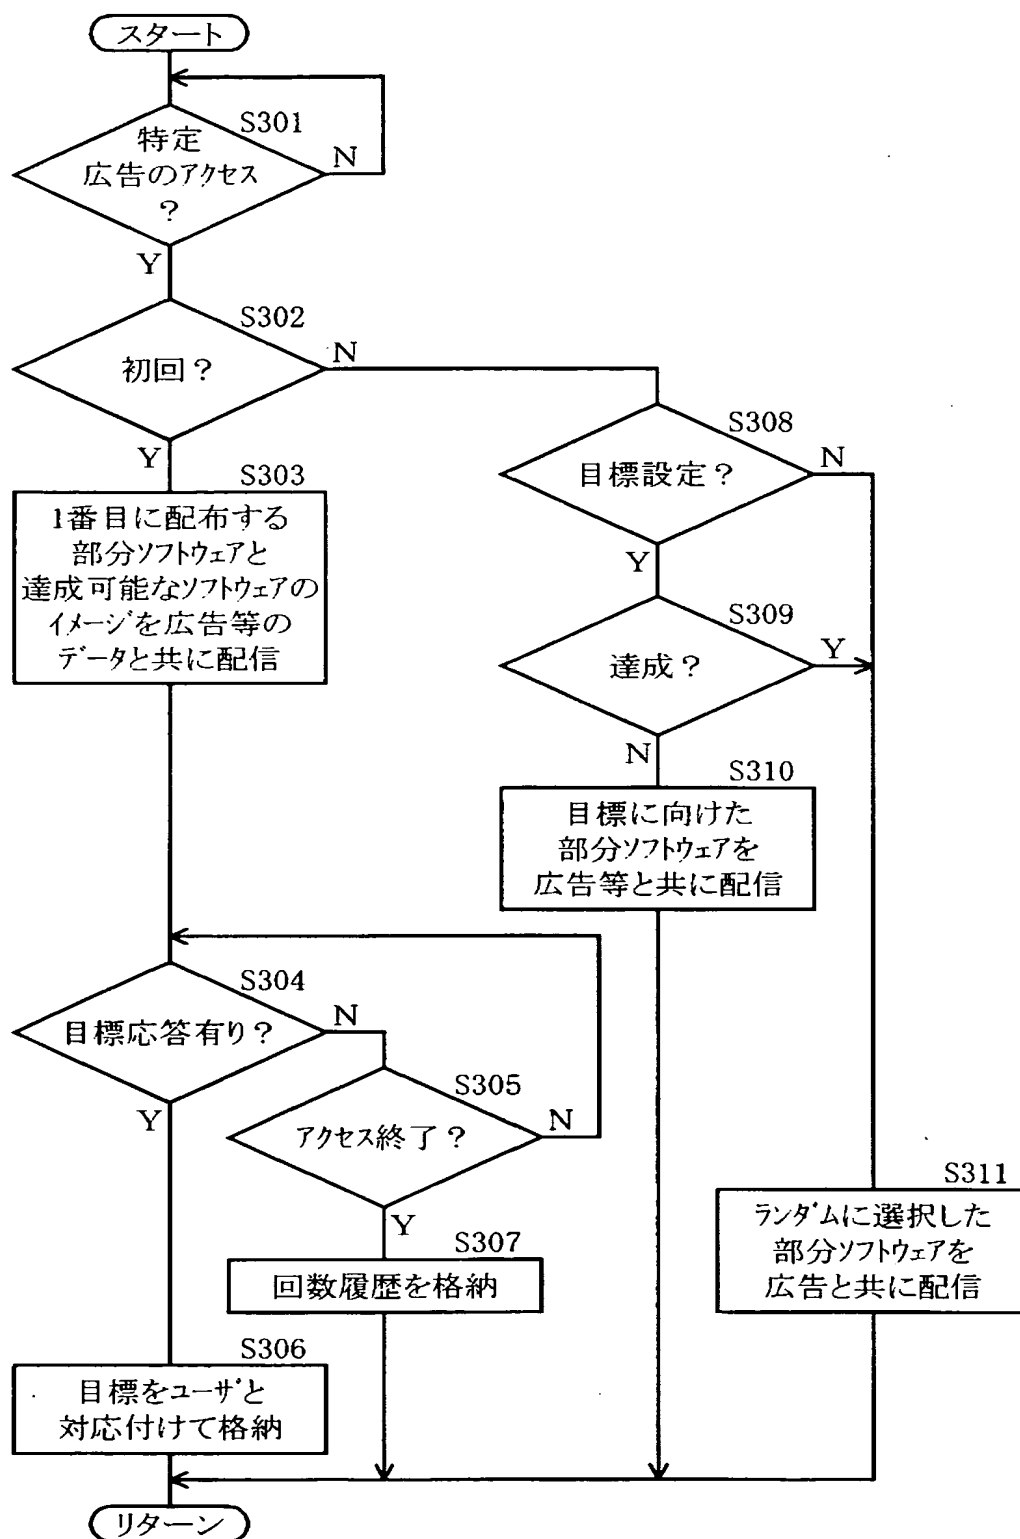 スタート
S301
特定
広告のアクセス
?
N
Y
S302
初回?
N
Y
S303
1番目に配布する
部分ソフトウェアと
達成可能なソフトウェアの
イメージを広告等の
データと共に配信
S308
目標設定?
N
Y
S309
達成?
Y
N
S310
目標に向けた
部分ソフトウェアを
広告等と共に配信
S304
目標応答有り?
N
Y
S305
アクセス終了?
N
Y
S307
回数履歴を格納
S311
ランダムに選択した
部分ソフトウェアを
広告と共に配信
S306
目標をユーザと
対応付けて格納
リターン